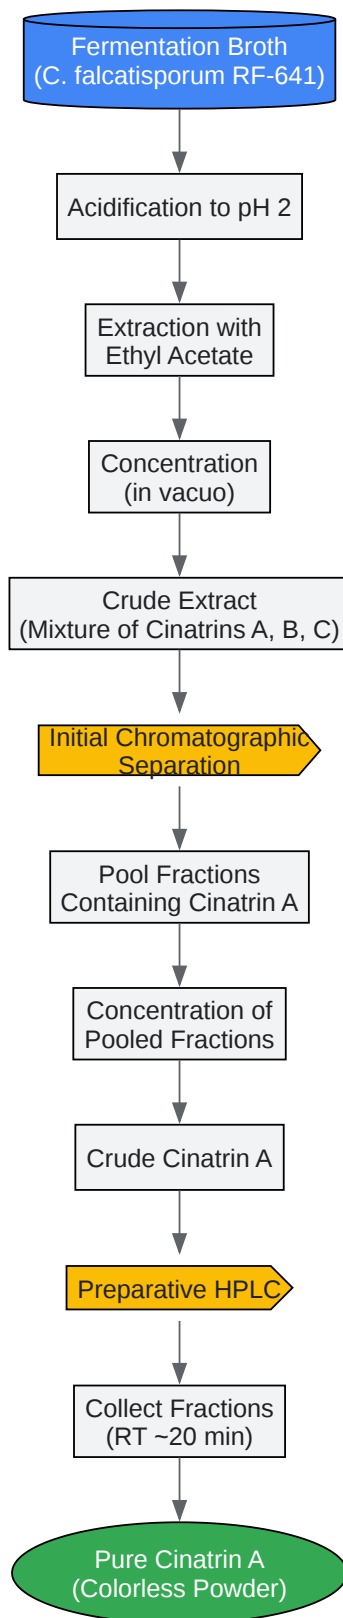 Fermentation Broth
(C. falcatisporum RF-641)
Acidification to pH 2
Extraction with
Ethyl Acetate
Concentration
(in vacuo)
Crude Extract
(Mixture of Cinatrins A, B, C)
Initial Chromatographic
Separation
Pool Fractions
Containing Cinatrin A
Concentration of
Pooled Fractions
Crude Cinatrin A
Preparative HPLC
Collect Fractions
(RT ~20 min)
Pure Cinatrin A
(Colorless Powder)